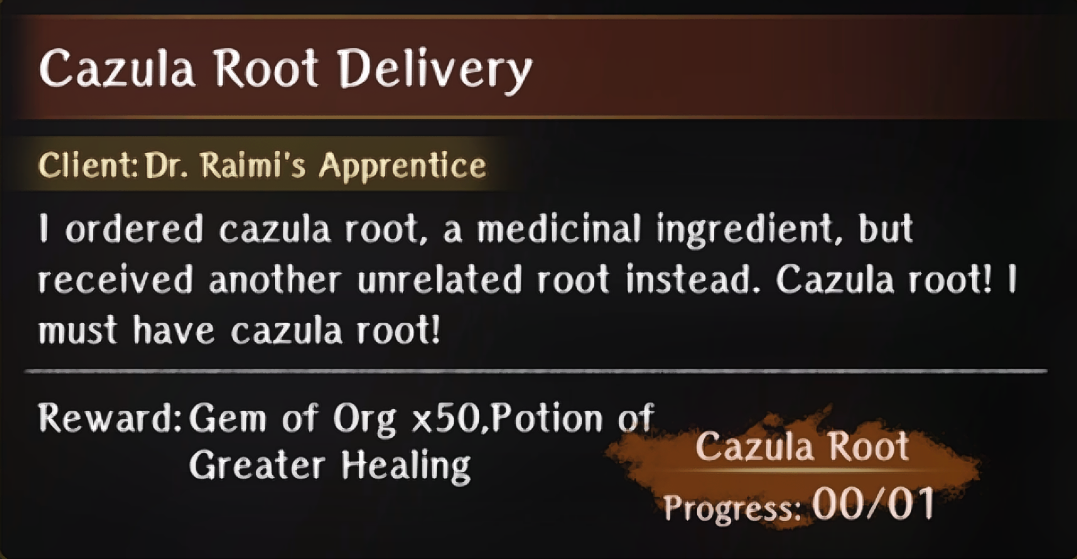 Cazula Root Delivery
Client: Dr. Raimi's Apprentice
I ordered cazula root, a medicinal ingredient, but
received another unrelated root instead. Cazula root! I
must have cazula root!
Reward: Gem of Org x50,Potion of
Greater Healing
Cazula Root
Progress: 00/01